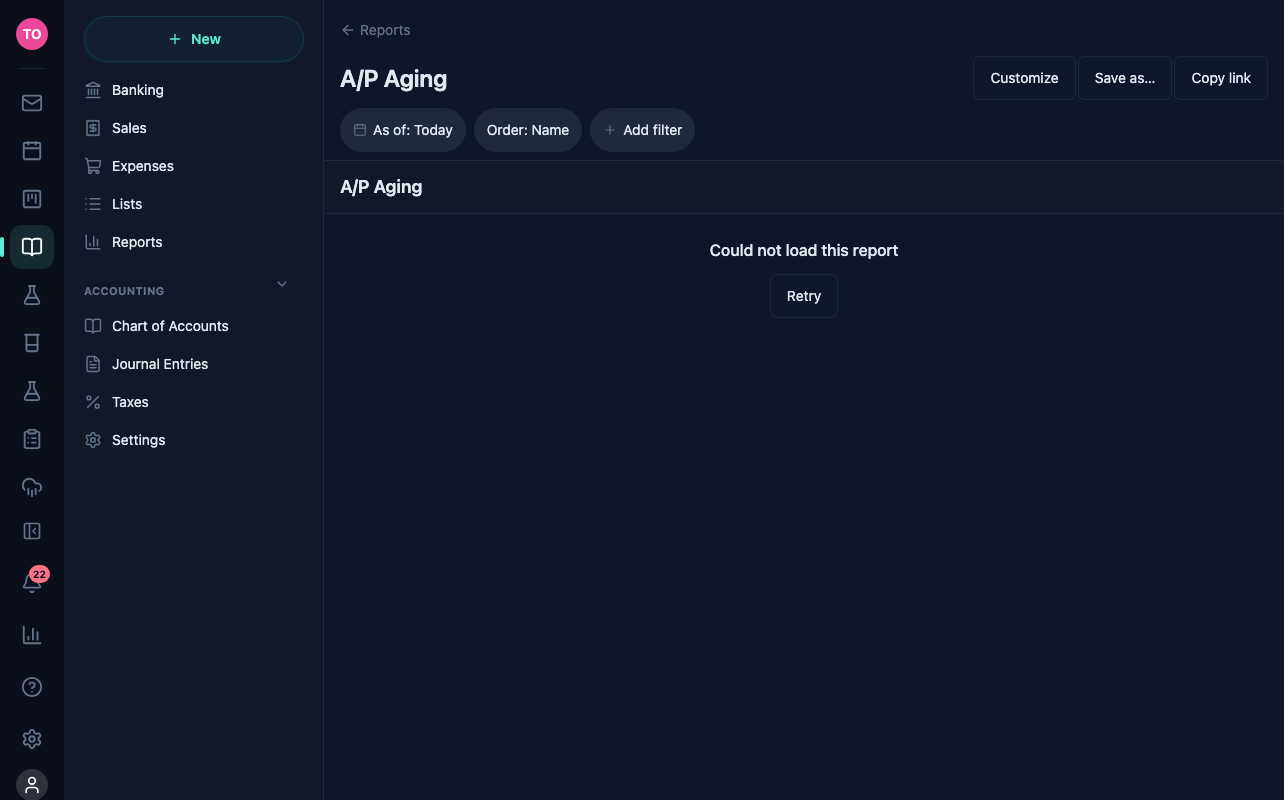 TO
22
New
Banking
Sales
Expenses
Lists
Reports
ACCOUNTING
Chart of Accounts
Journal Entries
Taxes
Settings
Reports
A/P Aging
Customize
Save as...
Copy link
As of: Today
Order: Name
Add filter
A/P Aging
Could not load this report
Retry